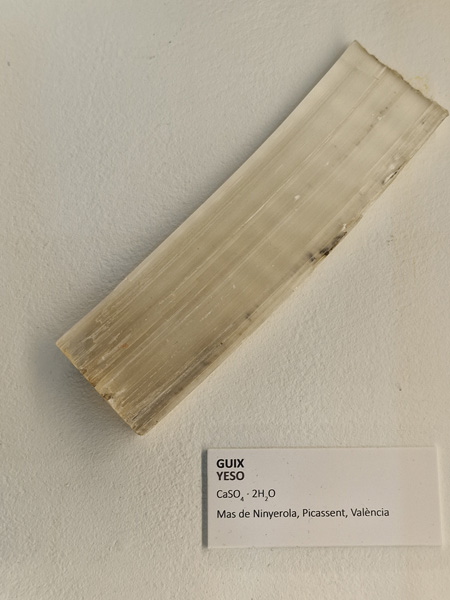 GUIX
YESO
CaSO₄ · 2H₂O
Mas de Ninyerola, Picassent, València